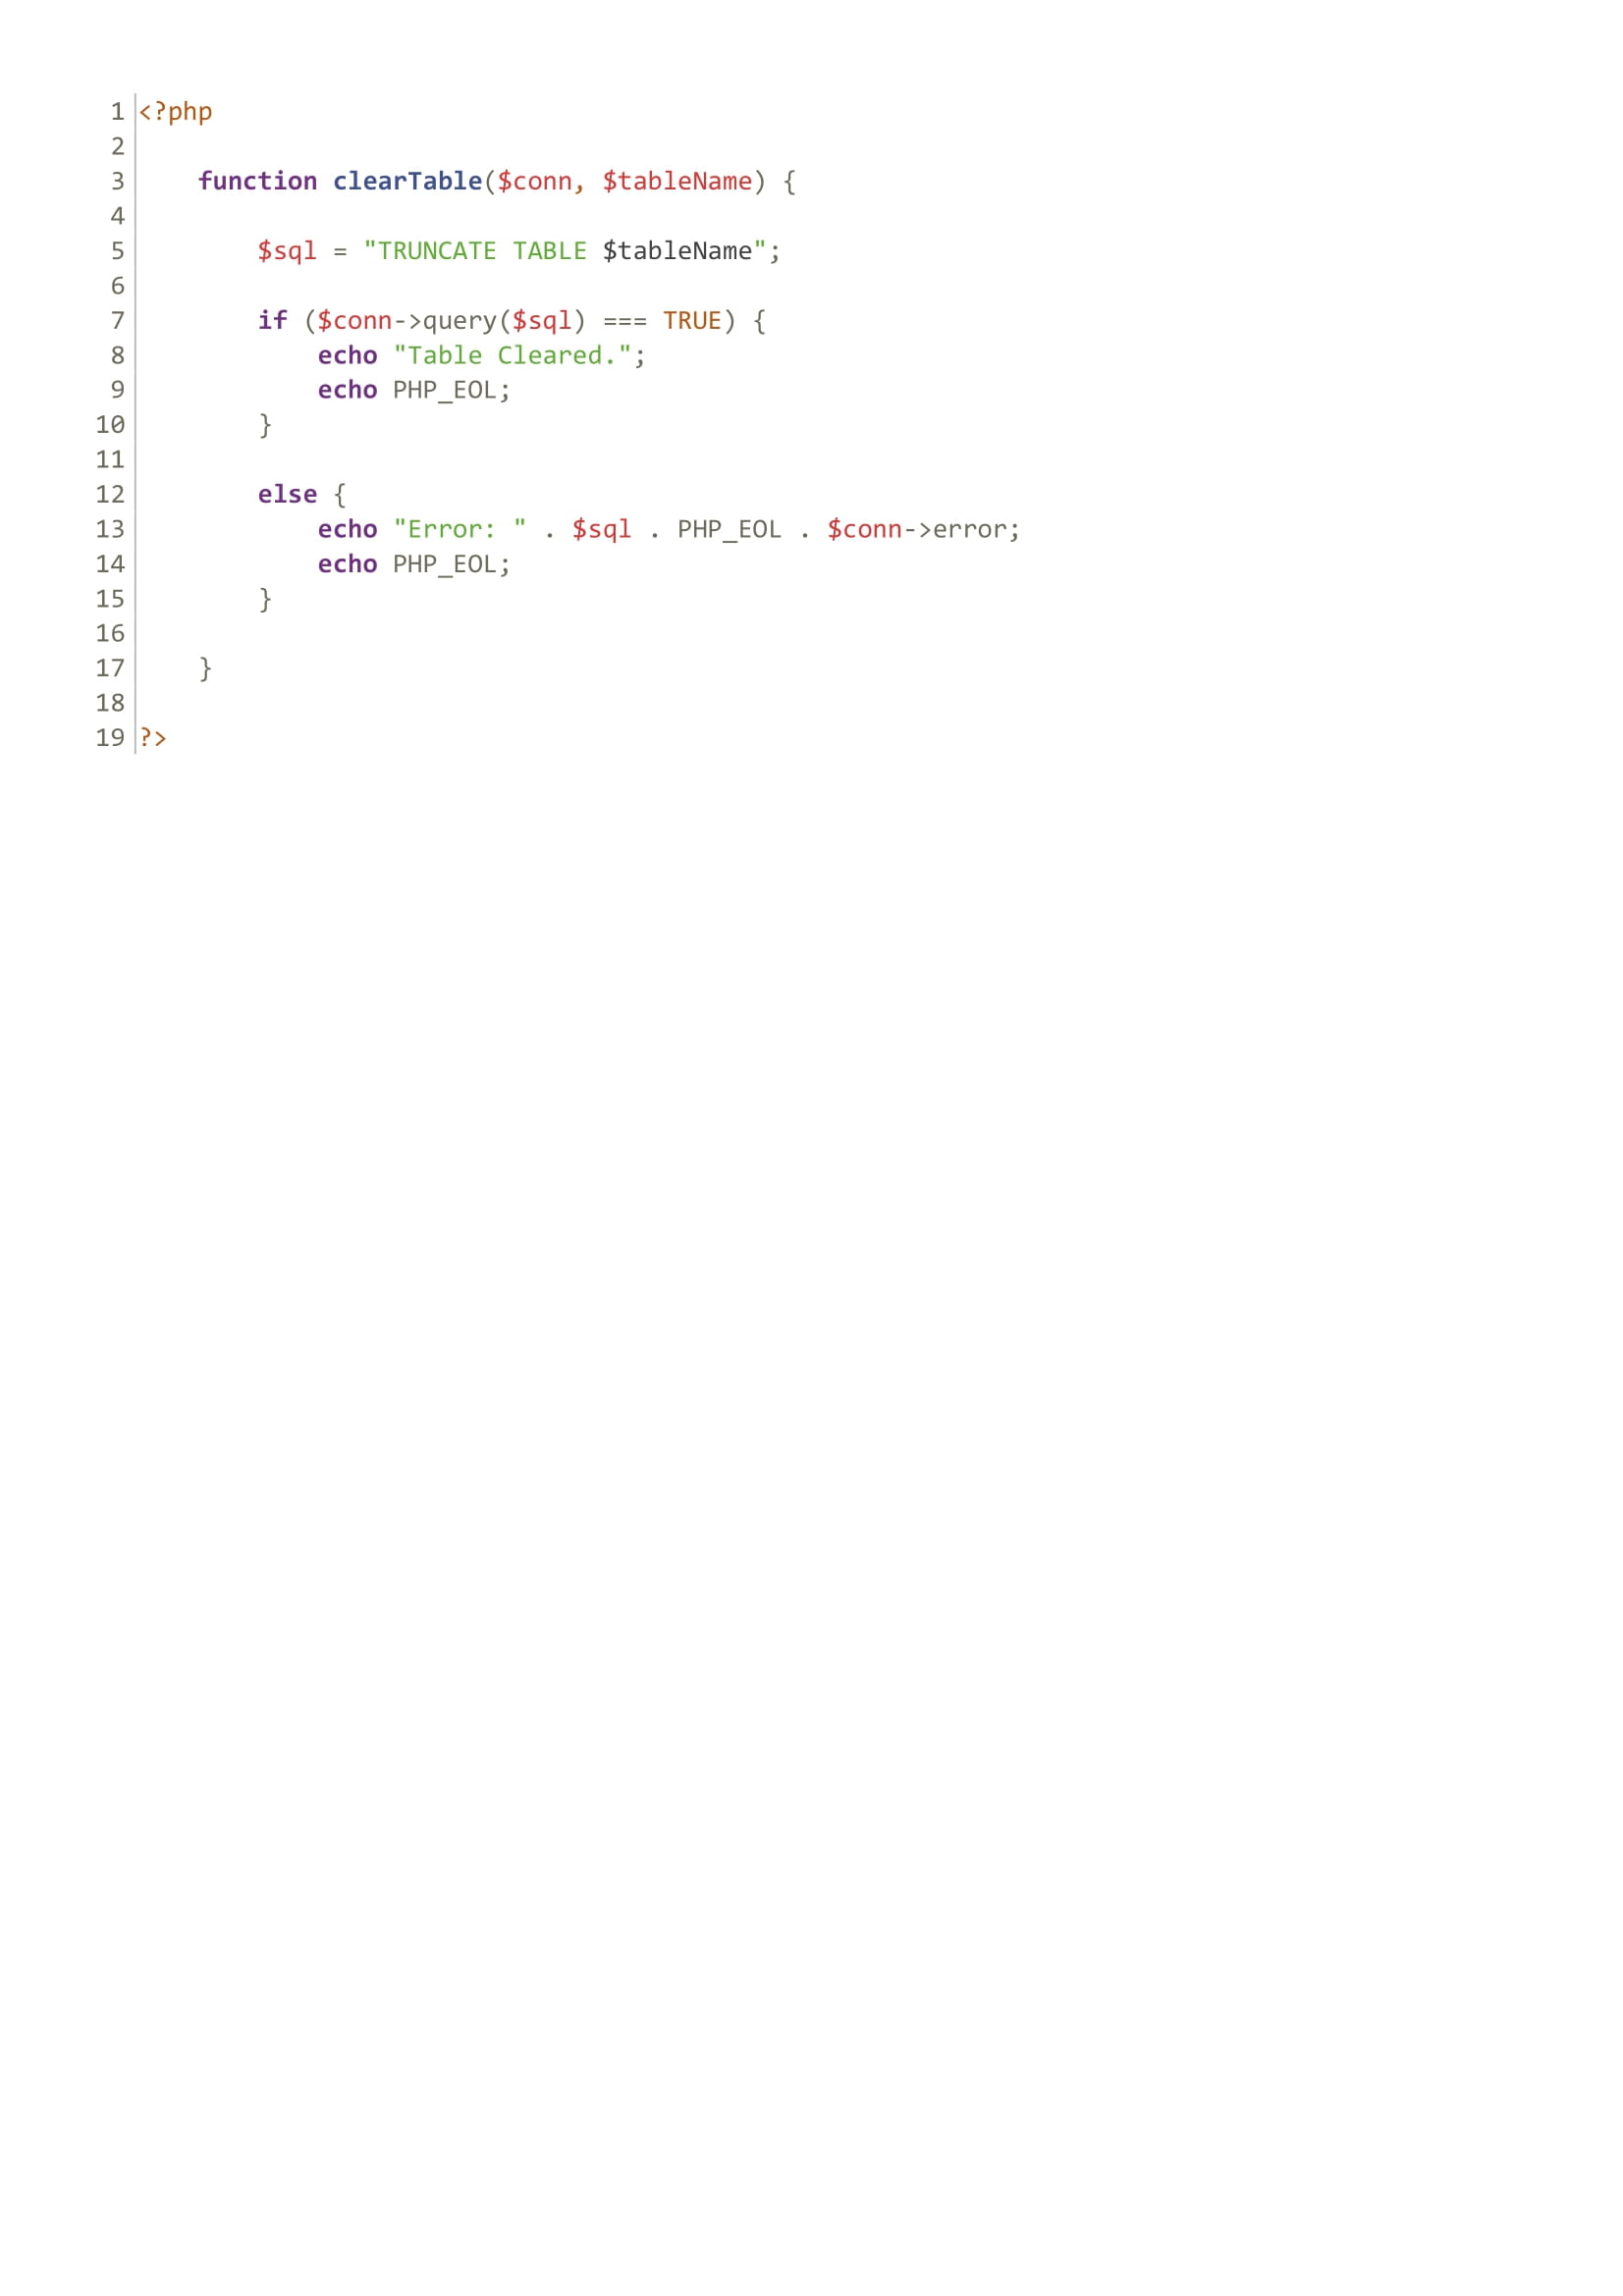 1 <?php
2
3     function clearTable($conn, $tableName) {
4
5         $sql = "TRUNCATE TABLE $tableName";
6
7         if ($conn->query($sql) === TRUE) {
8             echo "Table Cleared.";
9             echo PHP_EOL;
10         }
11
12         else {
13             echo "Error: " . $sql . PHP_EOL . $conn->error;
14             echo PHP_EOL;
15         }
16
17     }
18
19 ?>